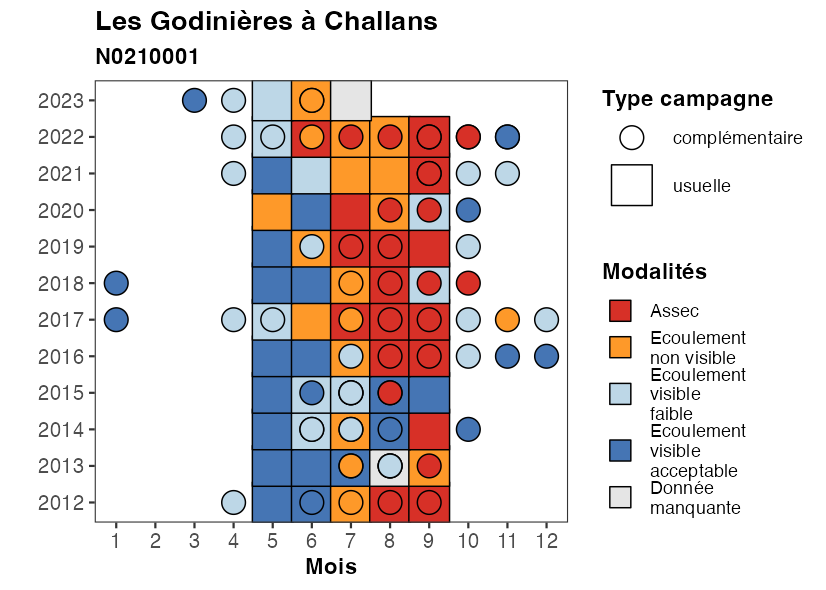 Les Godinières à Challans
N0210001
2023
2022
2021
2020
2019
2018
2017
2016
2015
2014
2013
2012
1 2 3 4 5 6 7 8 9 10 11 12
Mois
Type campagne
complémentaire
usuelle
Modalités
Assec
Ecoulement
non visible
Ecoulement
visible
faible
Ecoulement
visible
acceptable
Donnée
manquante